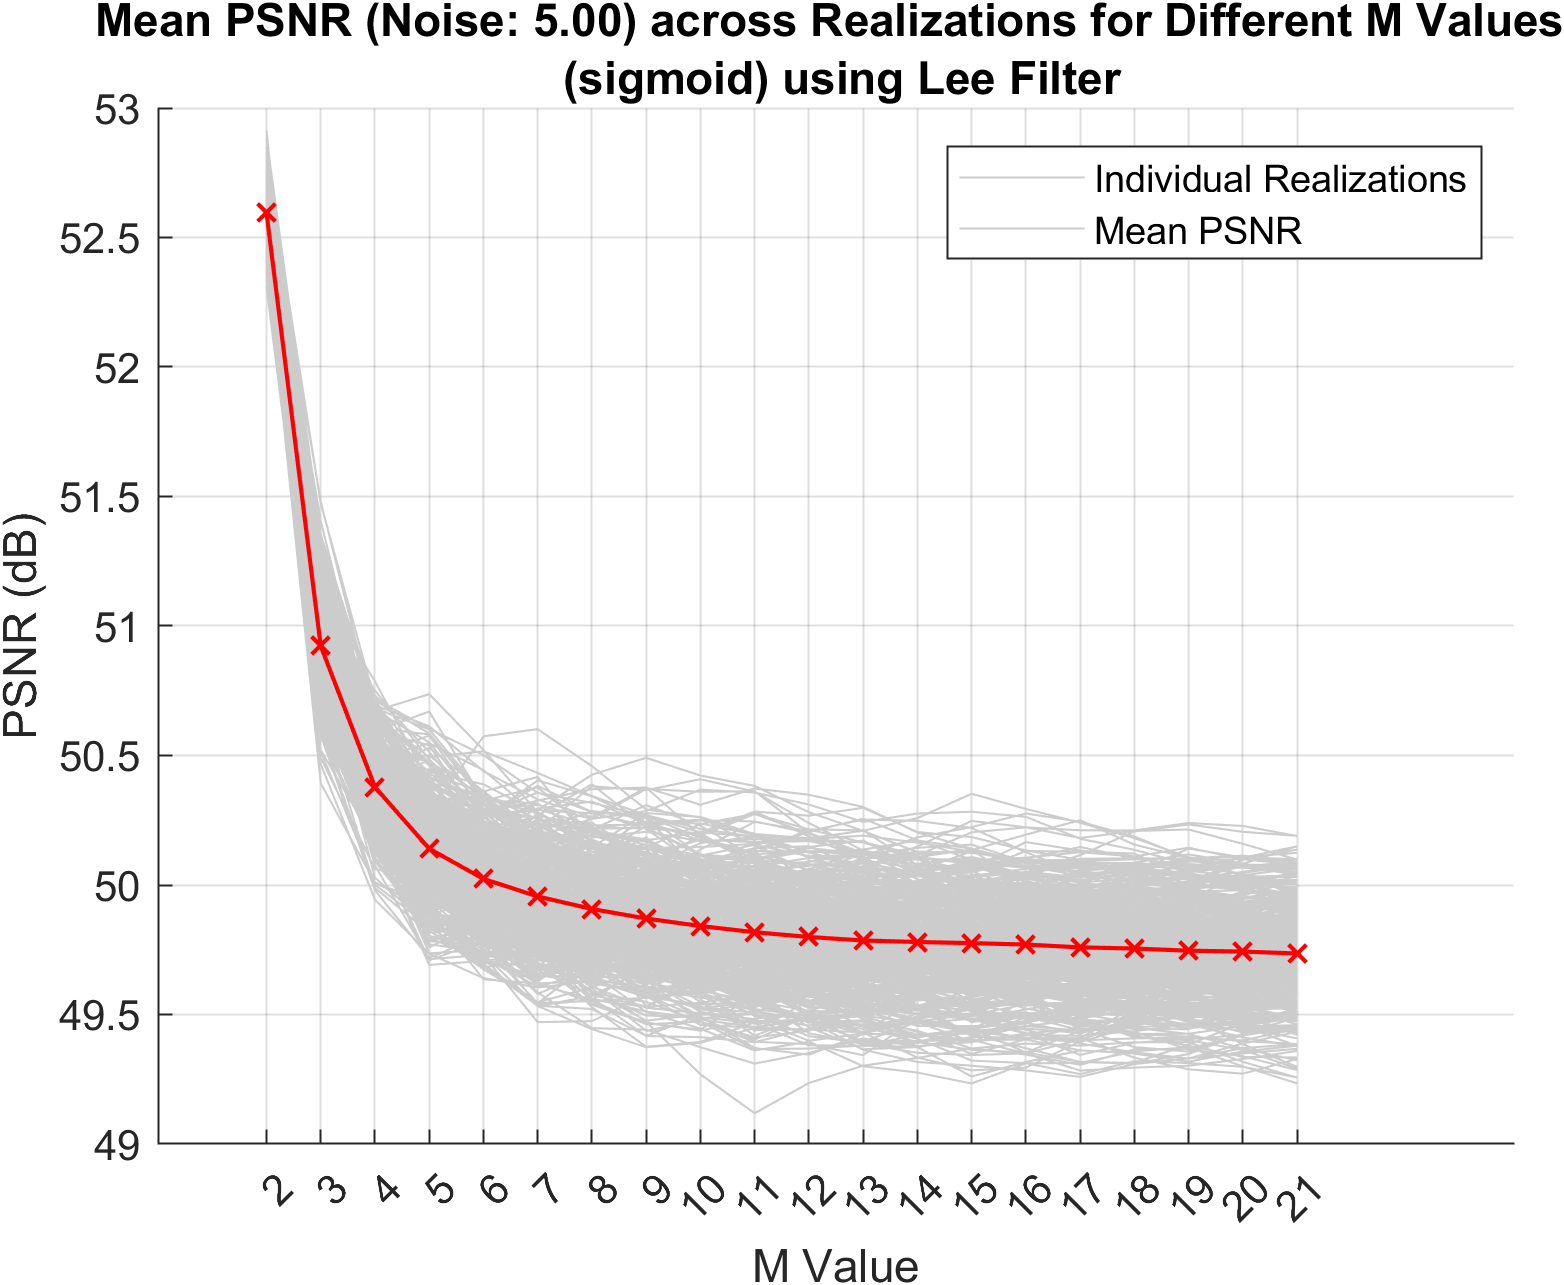 Mean PSNR (Noise: 5.00) across Realizations for Different M Values
(sigmoid) using Lee Filter
53
52.5
52
51.5
51
50.5
50
49.5
49
PSNR (dB)
Individual Realizations
Mean PSNR
2 3 4 5 6 7 8 9 10 11 12 13 14 15 16 17 18 19 20 21
M Value